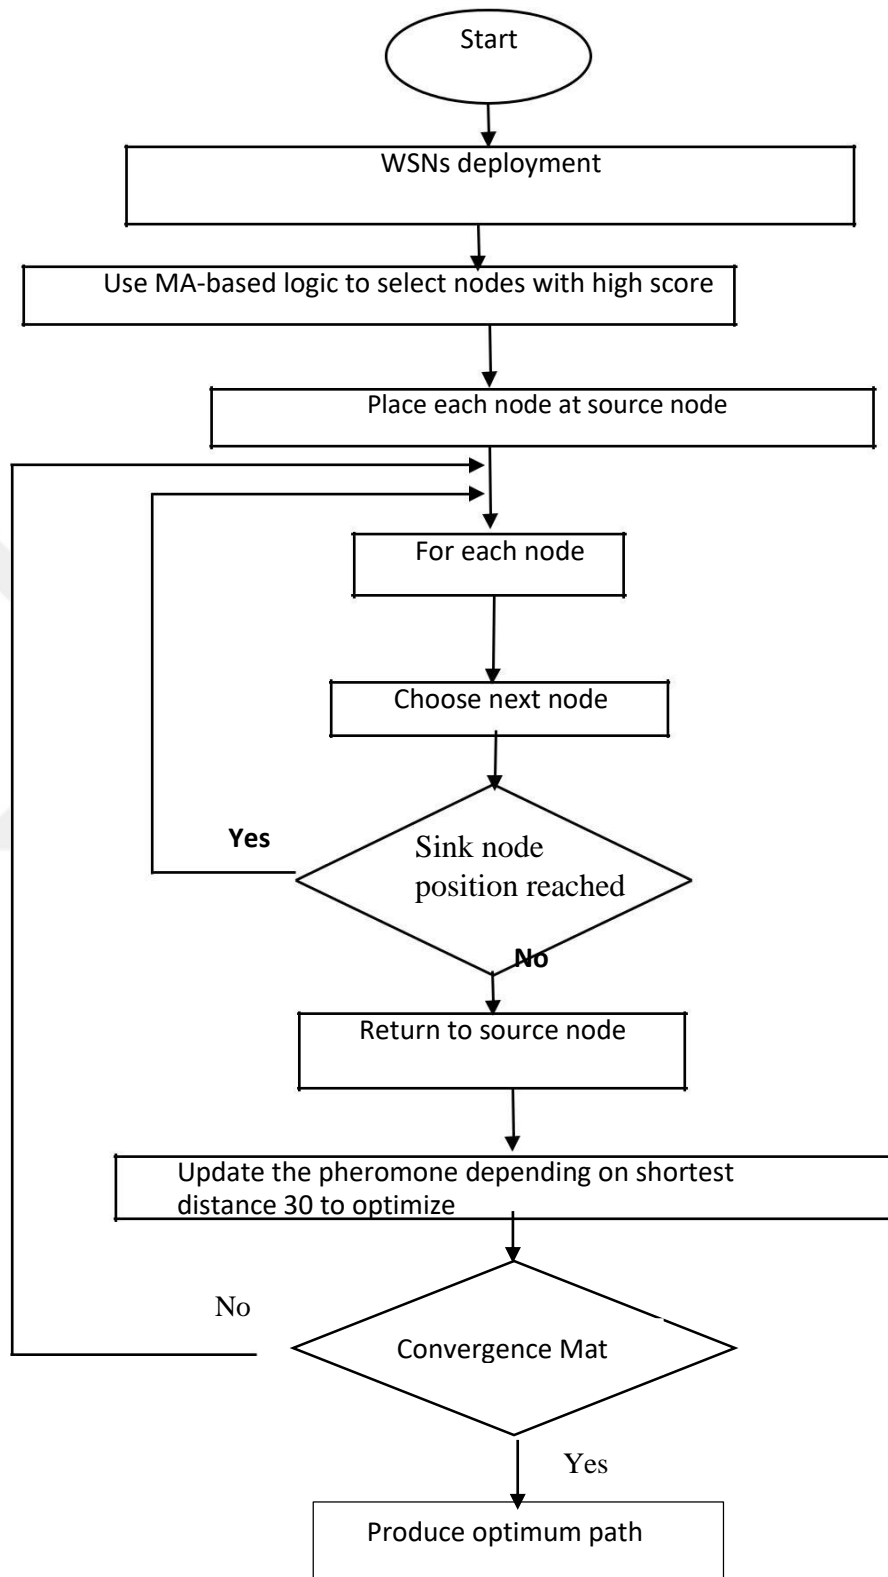 Start
WSNs deployment
Use MA-based logic to select nodes with high score
Place each node at source node
For each node
Choose next node
Yes
Sink node
position reached
No
Return to source node
Update the pheromone depending on shortest
distance 30 to optimize
No
Convergence Mat
Yes
Produce optimum path